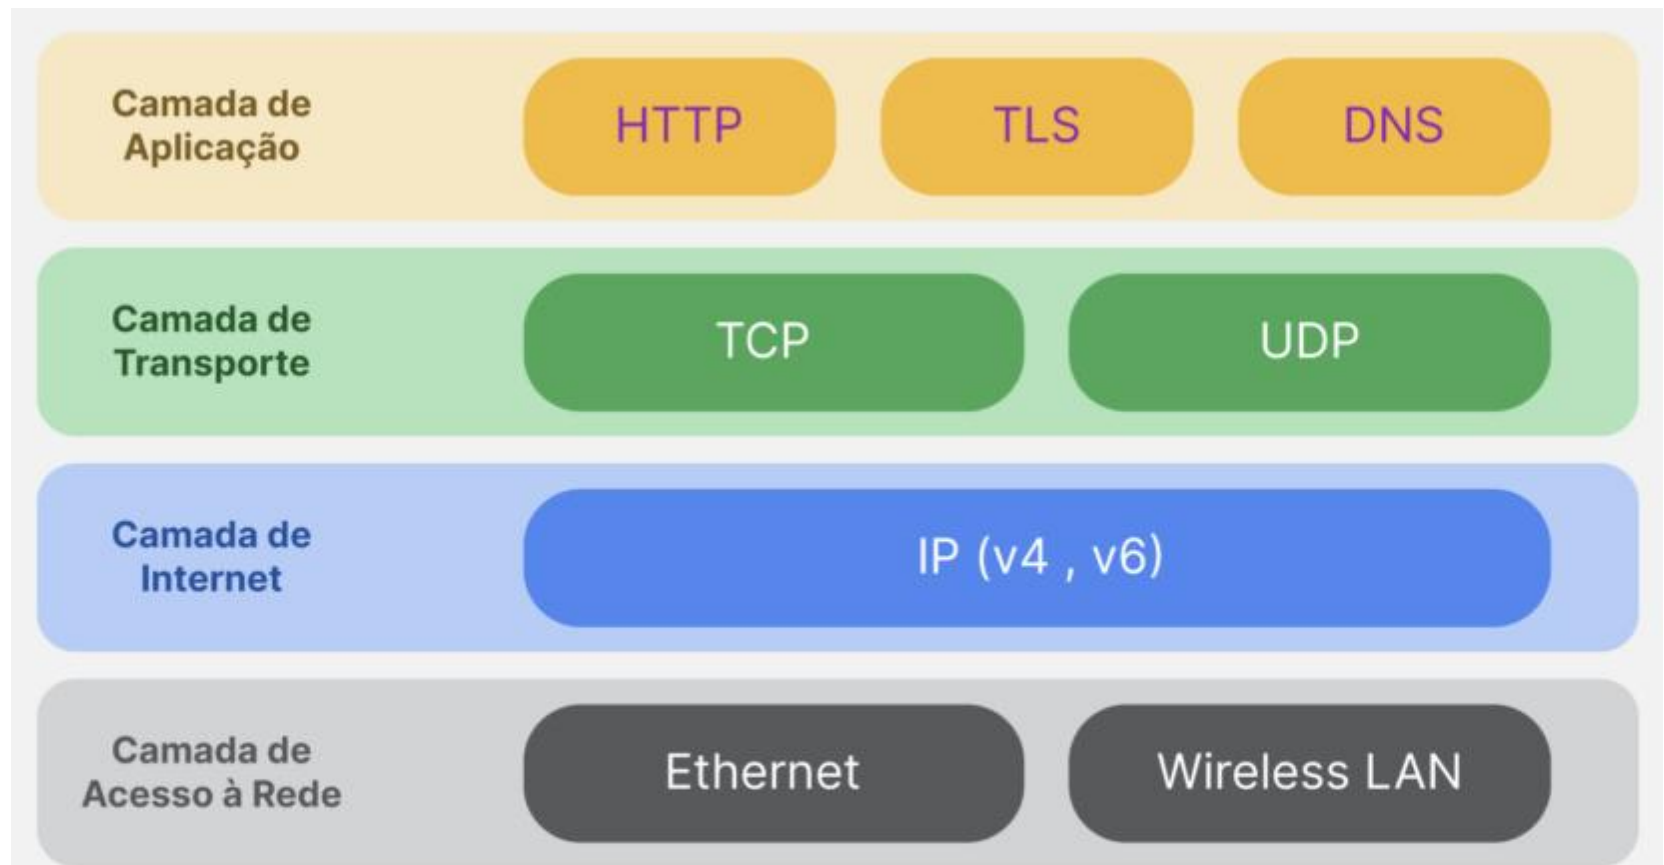 Camada de
Aplicação
HTTP
TLS
DNS
Camada de
Transporte
TCP
UDP
Camada de
Internet
IP (v4 , v6)
Camada de
Acesso à Rede
Ethernet
Wireless LAN